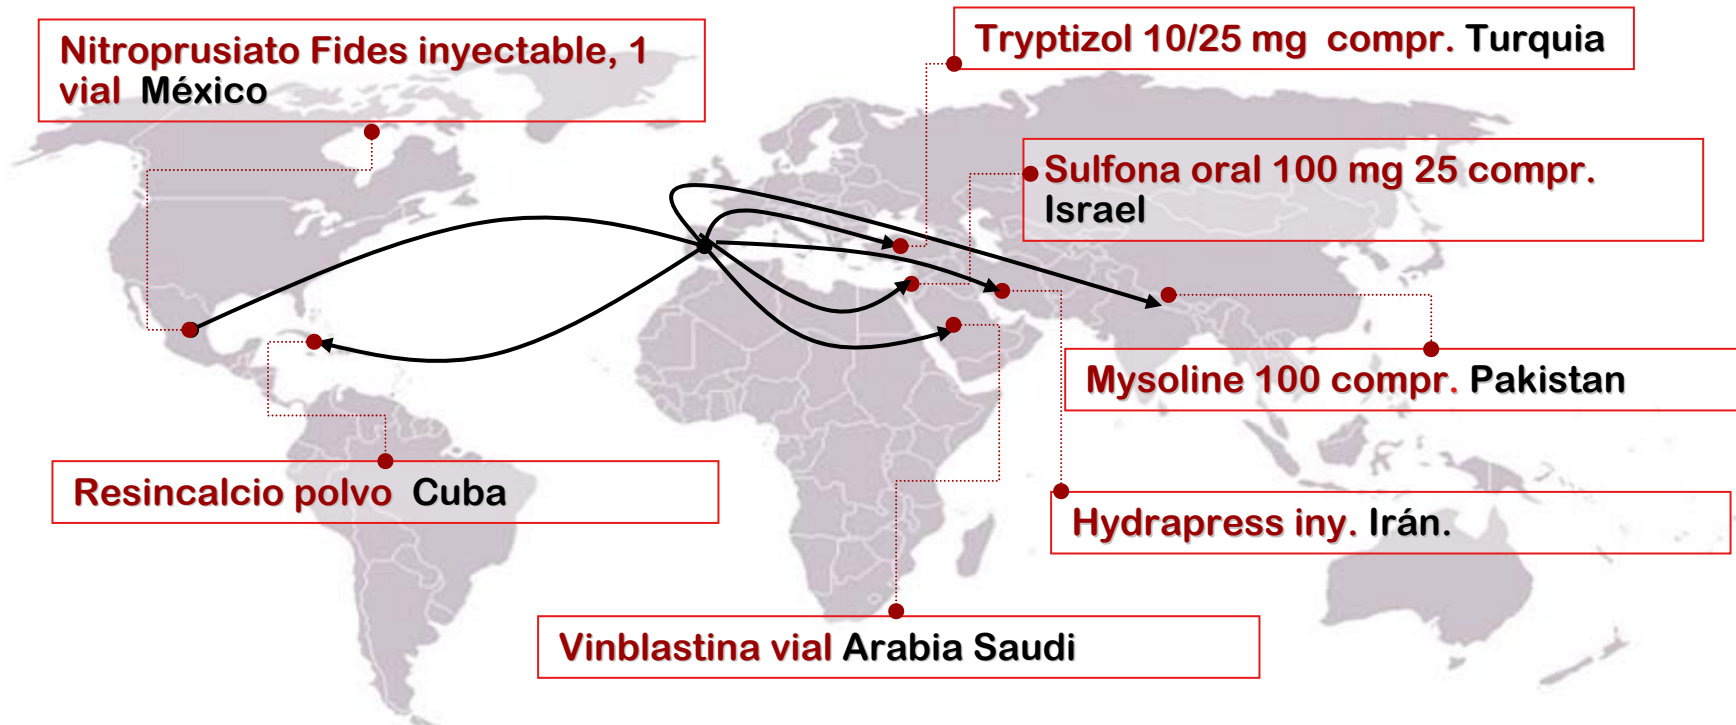 Nitroprusiato Fides inyectable, 1
vial México
Tryptizol 10/25 mg compr. Turquia
Sulfona oral 100 mg 25 compr.
Israel
Mysoline 100 compr. Pakistan
Resincalcio polvo Cuba
Hydrapress iny. Irán.
Vinblastina vial Arabia Saudi